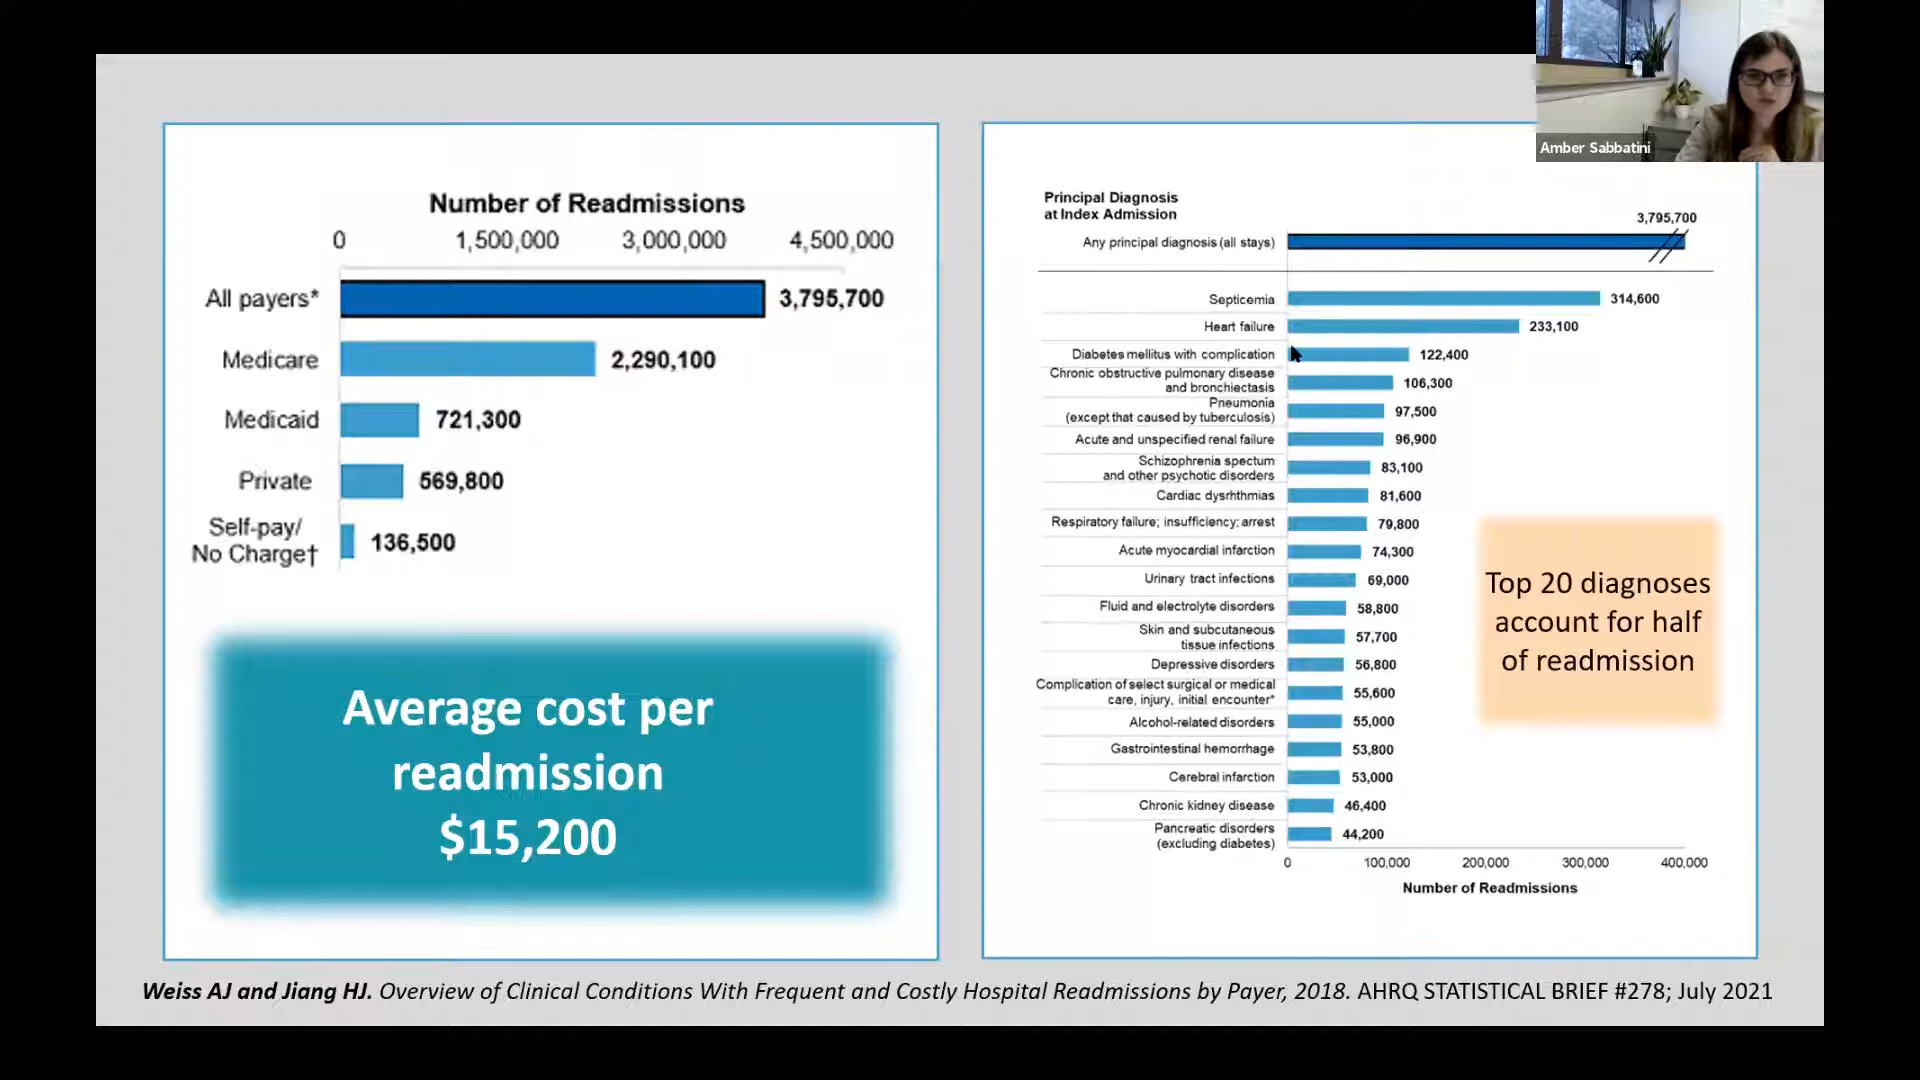 Amber Sabbatini
Number of Readmissions
0 1,500,000 3,000,000 4,500,000
All payers* 3,795,700
Medicare 2,290,100
Medicaid 721,300
Private 569,800
Self-pay/
No Charge† 136,500
Average cost per
readmission
$15,200
Principal Diagnosis
at Index Admission
3,795,700
Any principal diagnosis (all stays)
Septicemia 314,600
Heart failure 233,100
Diabetes mellitus with complication 122,400
Chronic obstructive pulmonary disease
and bronchiectasis 106,300
Pneumonia
(except that caused by tuberculosis) 97,500
Acute and unspecified renal failure 96,900
Schizophrenia spectum
and other psychotic disorders 83,100
Cardiac dysrhthmias 81,600
Respiratory failure; insufficiency; arrest 79,800
Acute myocardial infarction 74,300
Urinary tract infections 69,000
Fluid and electrolyte disorders 58,800
Skin and subcutaneous
tissue infections 57,700
Depressive disorders 56,800
Complication of select surgical or medical
care, injury, initial encounter* 55,600
Alcohol-related disorders 55,000
Gastrointestinal hemorrhage 53,800
Cerebral infarction 53,000
Chronic kidney disease 46,400
Pancreatic disorders
(excluding diabetes) 44,200
0 100,000 200,000 300,000 400,000
Number of Readmissions
Top 20 diagnoses
account for half
of readmission
Weiss AJ and Jiang HJ. Overview of Clinical Conditions With Frequent and Costly Hospital Readmissions by Payer, 2018. AHRQ STATISTICAL BRIEF #278; July 2021